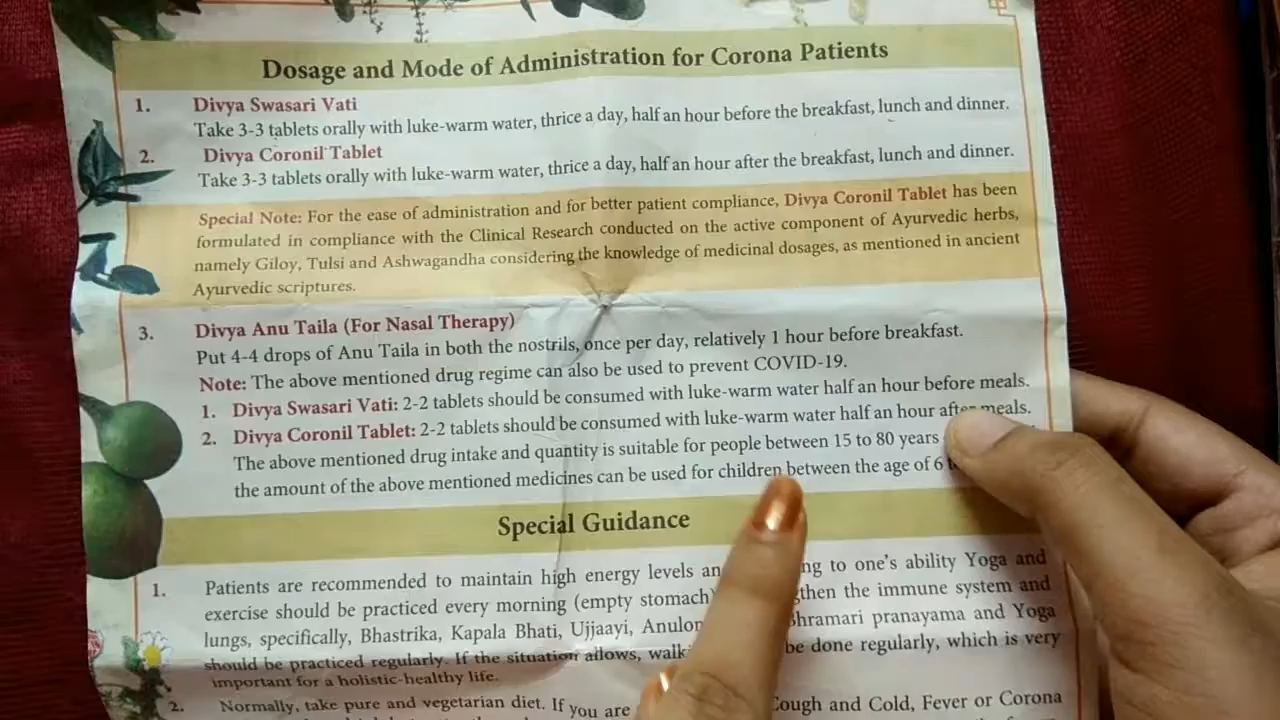 Dosage and Mode of Administration for Corona Patients
1. Divya Swasari Vati
Take 3-3 tablets orally with luke-warm water, thrice a day, half an hour before the breakfast, lunch and dinner.
2. Divya Coronil Tablet
Take 3-3 tablets orally with luke-warm water, thrice a day, half an hour after the breakfast, lunch and dinner.
Special Note: For the ease of administration and for better patient compliance, Divya Coronil Tablet has been
formulated in compliance with the Clinical Research conducted on the active component of Ayurvedic herbs,
namely Giloy, Tulsi and Ashwagandha considering the knowledge of medicinal dosages, as mentioned in ancient
Ayurvedic scriptures.
3. Divya Anu Taila (For Nasal Therapy)
Put 4-4 drops of Anu Taila in both the nostrils, once per day, relatively 1 hour before breakfast.
Note: The above mentioned drug regime can also be used to prevent COVID-19.
1. Divya Swasari Vati: 2-2 tablets should be consumed with luke-warm water half an hour before meals.
2. Divya Coronil Tablet: 2-2 tablets should be consumed with luke-warm water half an hour after meals.
The above mentioned drug intake and quantity is suitable for people between 15 to 80 years
the amount of the above mentioned medicines can be used for children between the age of 6
Special Guidance
1. Patients are recommended to maintain high energy levels to one's ability Yoga and
exercise should be practiced every morning (empty stomach) the immune system and
lungs, specifically, Bhastrika, Kapala Bhati, Ujjaayi, Bhramari pranayama and Yoga
should be practiced regularly. If the situation allows, be done regularly, which is very
important for a holistic-healthy life.
2. Normally, take pure and vegetarian diet. If you are Cough and Cold, Fever or Corona